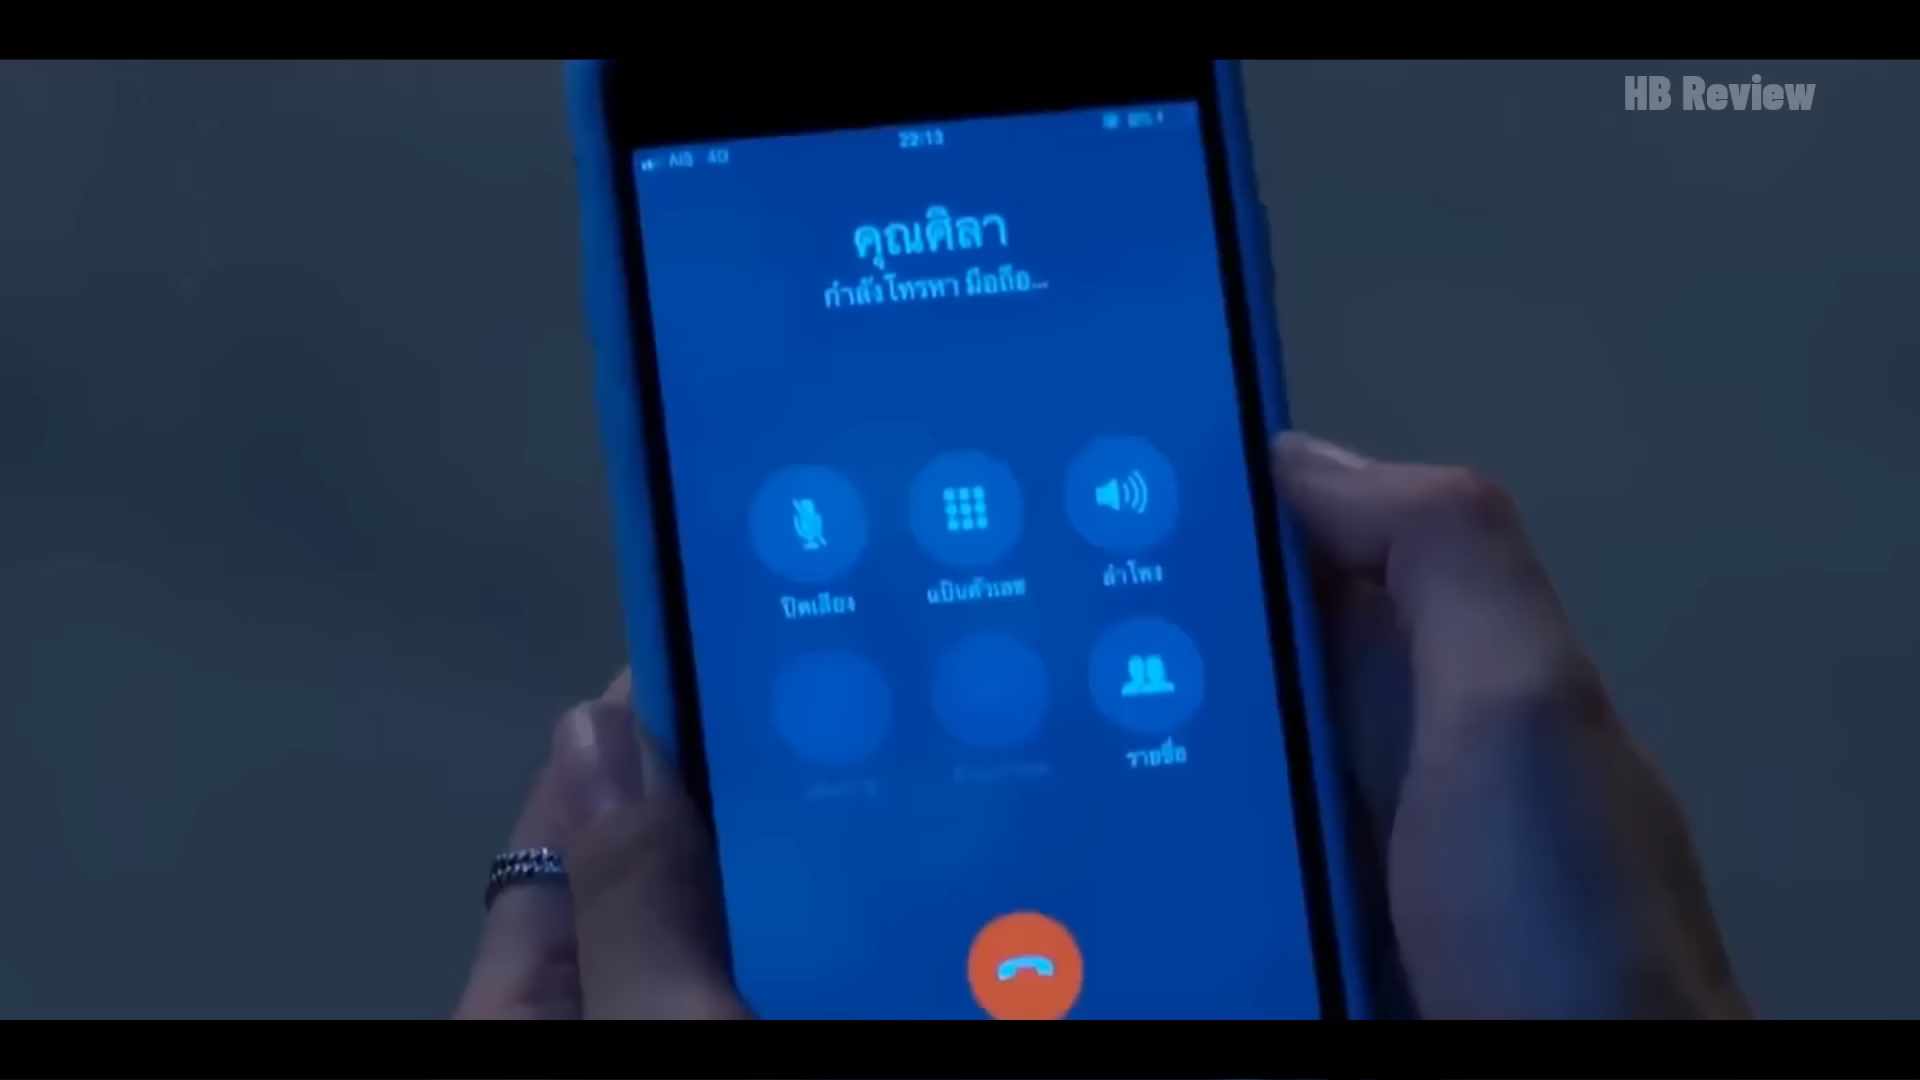 HB Review
AIS 4G
22:13
คุณศิลา
กำลังโทรหา มือถือ...
ปิดเสียง
แป้นตัวเลข
ลำโพง
รายชื่อ